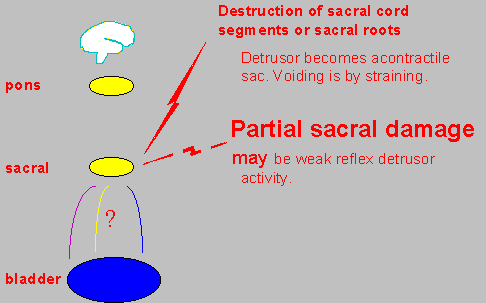 Destruction of sacral cord
segments or sacral roots
Detrusor becomes acontractile
sac. Voiding is by straining.
pons
Partial sacral damage
may be weak reflex detrusor
activity.
sacral
?
bladder